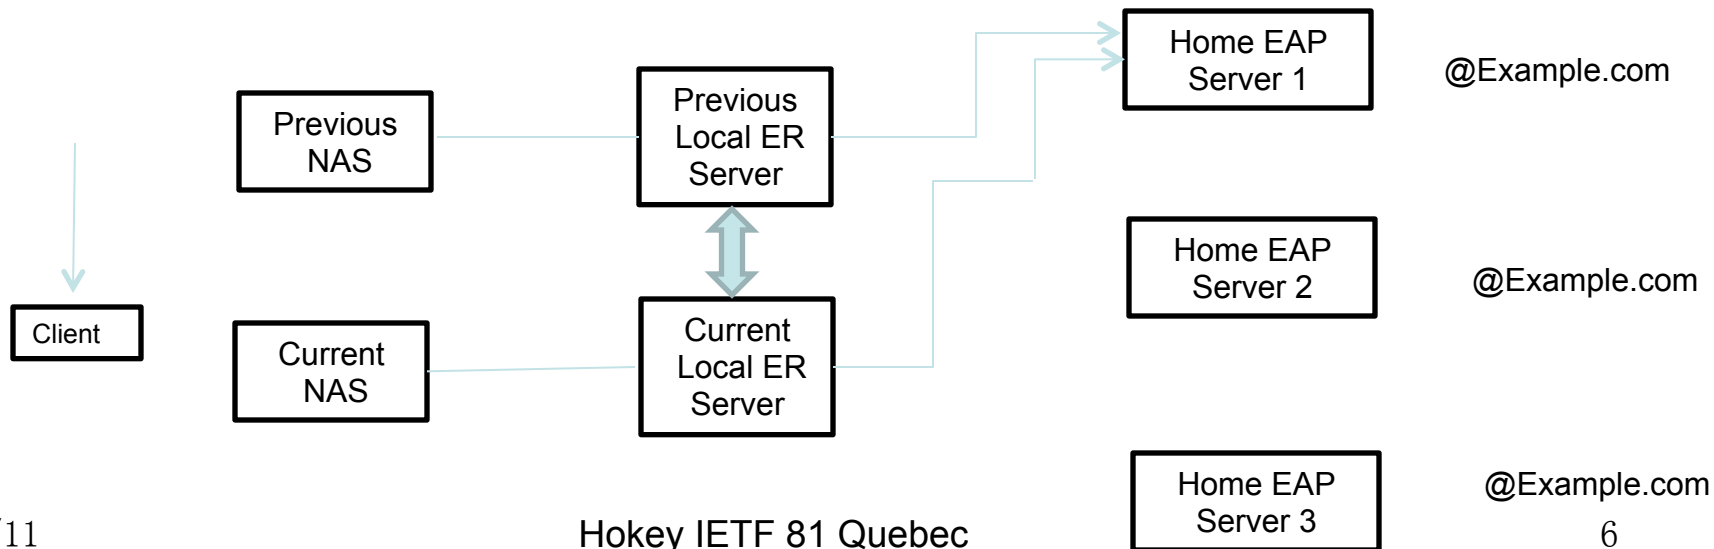 Home EAP
Server 1
@Example.com
Previous
NAS
Previous
Local ER
Server
Home EAP
Server 2
@Example.com
Client
Current
NAS
Current
Local ER
Server
Home EAP
Server 3
@Example.com
/11
Hokey IETF 81 Quebec
6